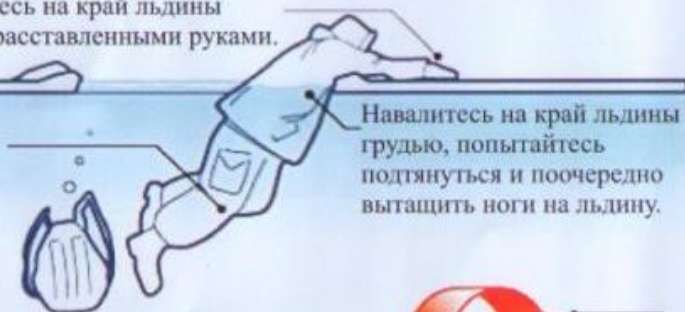 есь на край льдины
расставленными руками.
Навалитесь на край льдины
грудью, попытайтесь
подтянуться и поочередно
вытащить ноги на льдину.